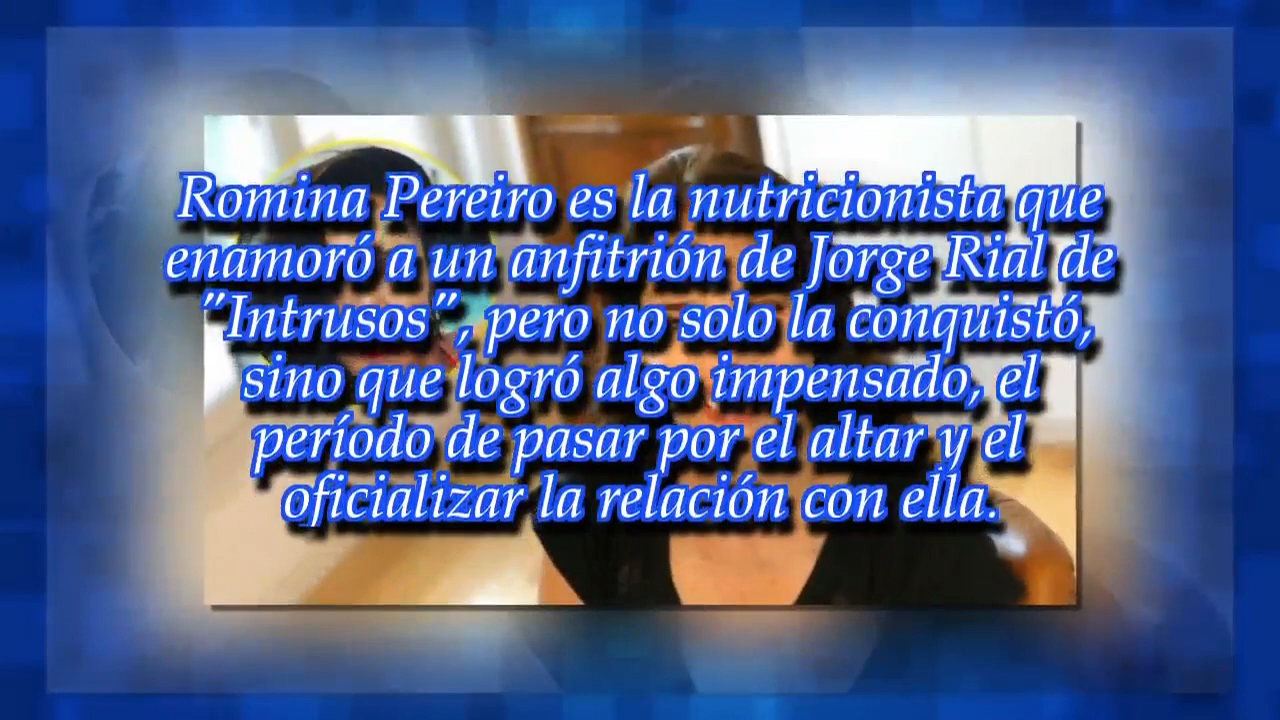 Romina Pereiro es la nutricionista que
enamoró a un anfitrión de Jorge Rial de
"Intrusos", pero no solo la conquistó,
sino que logró algo impensado, el
período de pasar por el altar y el
oficializar la relación con ella.